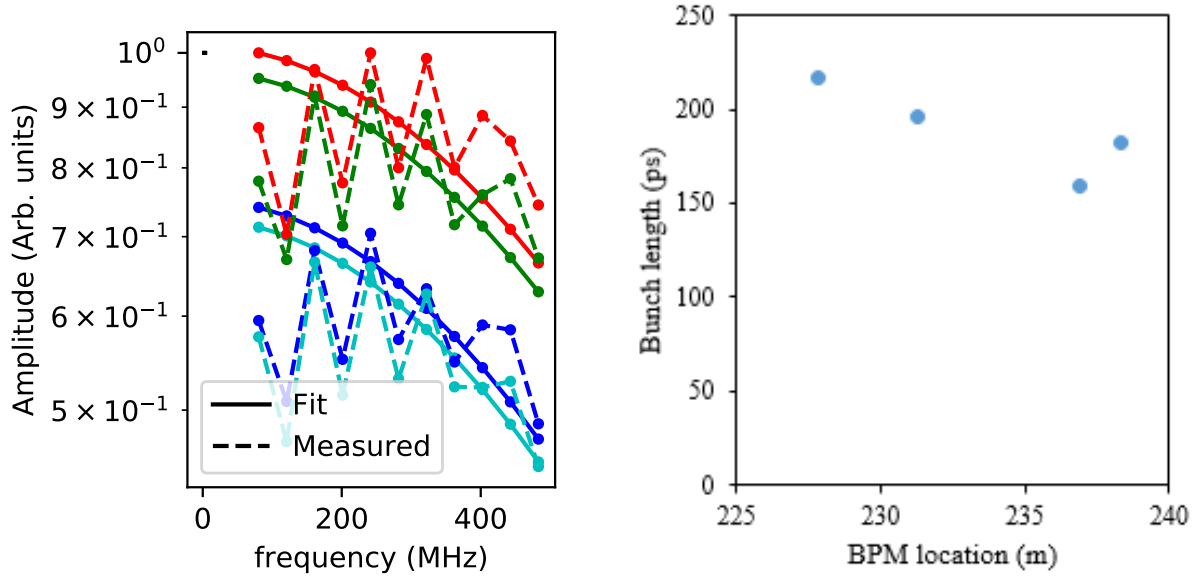 Amplitude (Arb. units)
10⁰
9 × 10⁻¹
8 × 10⁻¹
7 × 10⁻¹
6 × 10⁻¹
5 × 10⁻¹
Fit
Measured
0 200 400
frequency (MHz)
Bunch length (ps)
250
200
150
100
50
0
225 230 235 240
BPM location (m)